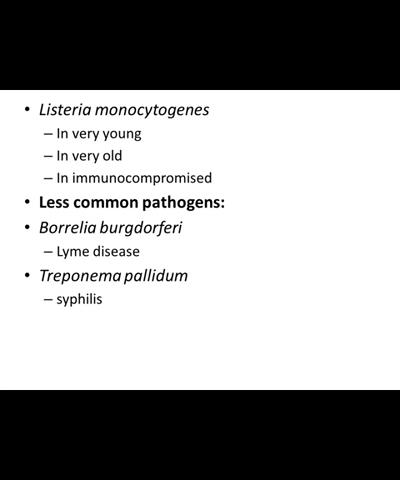 • Listeria monocytogenes
– In very young
– In very old
– In immunocompromised
• Less common pathogens:
• Borrelia burgdorferi
– Lyme disease
• Treponema pallidum
– syphilis